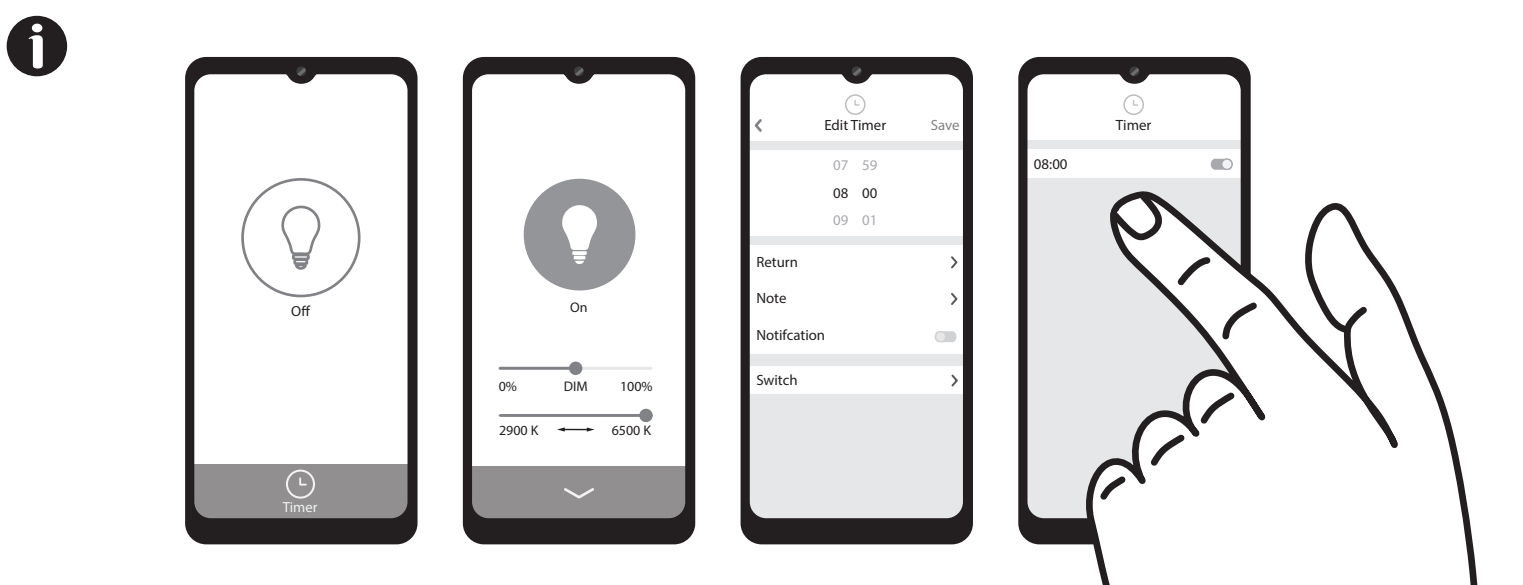 i
Off
Timer
On
0% DIM 100%
2900 K 6500 K
Edit Timer Save
07 59
08 00
09 01
Return
Note
Notifcation
Switch
Timer
08:00